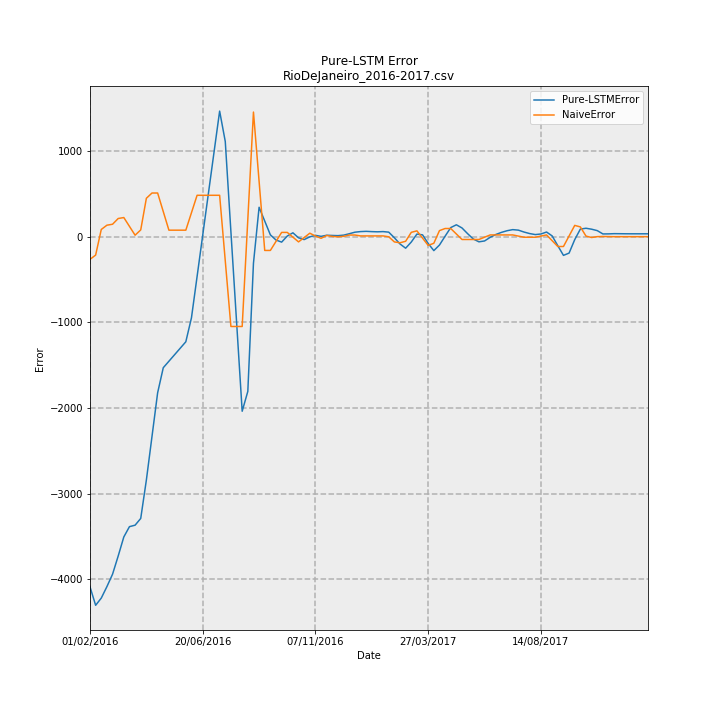 Pure-LSTM Error
RioDeJaneiro_2016-2017.csv
Pure-LSTMError
NaiveError
1000
0
−1000
−2000
−3000
−4000
Error
01/02/2016
20/06/2016
07/11/2016
27/03/2017
14/08/2017
Date